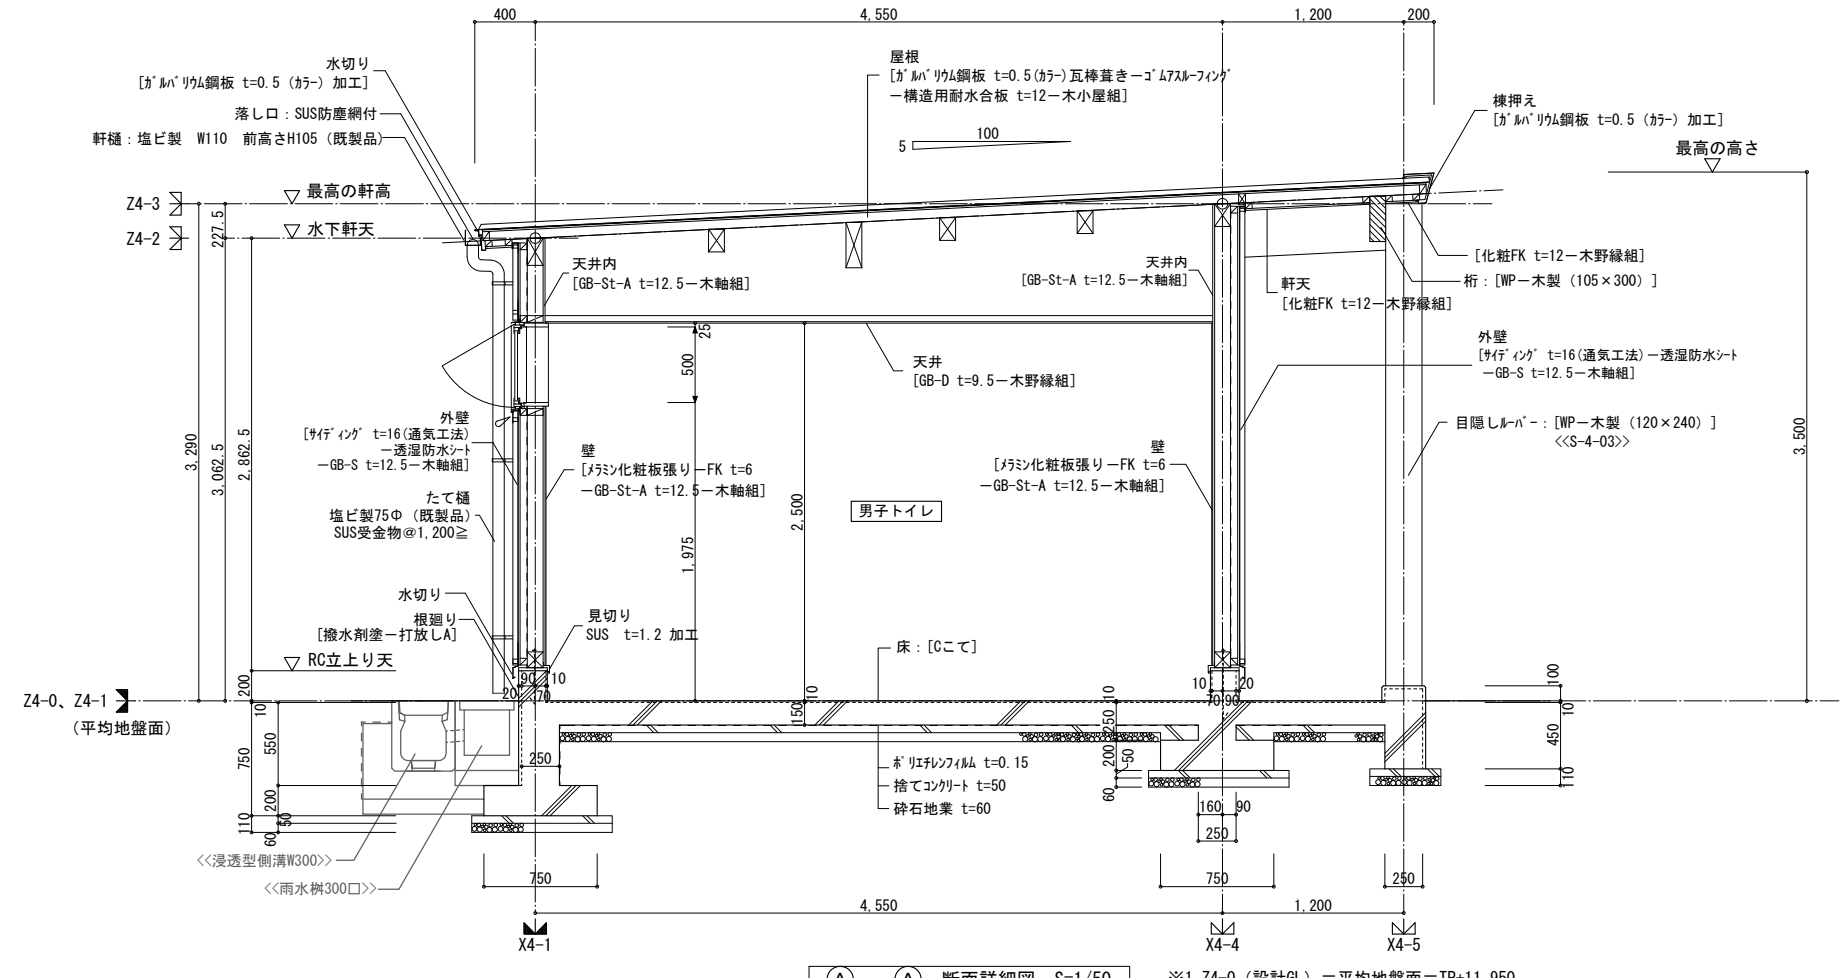 400
4,550
1,200
200
水切り
[ｶﾞﾙﾊﾞﾘｳﾑ鋼板 t=0.5 (ｶﾗｰ) 加工]
落し口：SUS防塵網付
軒樋：塩ビ製　W110　前高さH105 (既製品)
屋根
[ｶﾞﾙﾊﾞﾘｳﾑ鋼板 t=0.5(ｶﾗｰ)瓦棒葺きーｺﾞﾑｱｽﾙｰﾌｨﾝｸﾞ
ー構造用耐水合板 t=12ー木小屋組]
100
5
棟押え
[ｶﾞﾙﾊﾞﾘｳﾑ鋼板 t=0.5 (ｶﾗｰ) 加工]
最高の高さ
Z4-3
最高の軒高
227.5
Z4-2
水下軒天
天井内
[GB-St-A t=12.5ー木軸組]
天井内
[GB-St-A t=12.5ー木軸組]
[化粧FK t=12ー木野縁組]
桁：[WPー木製 (105×300) ]
軒天
[化粧FK t=12ー木野縁組]
25
500
天井
[GB-D t=9.5ー木野縁組]
外壁
[ｻｲﾃﾞｨﾝｸﾞ t=16(通気工法)ー透湿防水ｼｰﾄ
ーGB-S t=12.5ー木軸組]
外壁
[ｻｲﾃﾞｨﾝｸﾞ t=16(通気工法)
ー透湿防水ｼｰﾄ
ーGB-S t=12.5ー木軸組]
壁
[ﾒﾗﾐﾝ化粧板張りーFK t=6
ーGB-St-A t=12.5ー木軸組]
壁
[ﾒﾗﾐﾝ化粧板張りーFK t=6
ーGB-St-A t=12.5ー木軸組]
目隠しﾙｰﾊﾞｰ：[WPー木製 (120×240) ]
<<S-4-03>>
3,290
3,062.5
2,862.5
3,500
たて樋
塩ビ製75Φ (既製品)
SUS受金物@1,200≧
2,500
1,975
男子トイレ
水切り
根廻り
[撥水剤塗ー打放しA]
見切り
SUS　t=1.2 加工
床：[Cこて]
RC立上り天
200
90
10
20
70
10
20
70
90
100
Z4-0、Z4-1
(平均地盤面)
10
750
550
200
50
110
60
250
10
150
10
250
200
50
60
10
450
110
ﾎﾟﾘｴﾁﾚﾝﾌｨﾙﾑ t=0.15
捨てコンクリート t=50
砕石地業 t=60
160
90
250
<<浸透型側溝W300>>
<<雨水桝300口>>
750
750
250
4,550
1,200
X4-1
X4-4
X4-5
A
A
断面詳細図　S=1/50
※1 Z4-0 (設計GL) =平均地盤面=TP+11,950